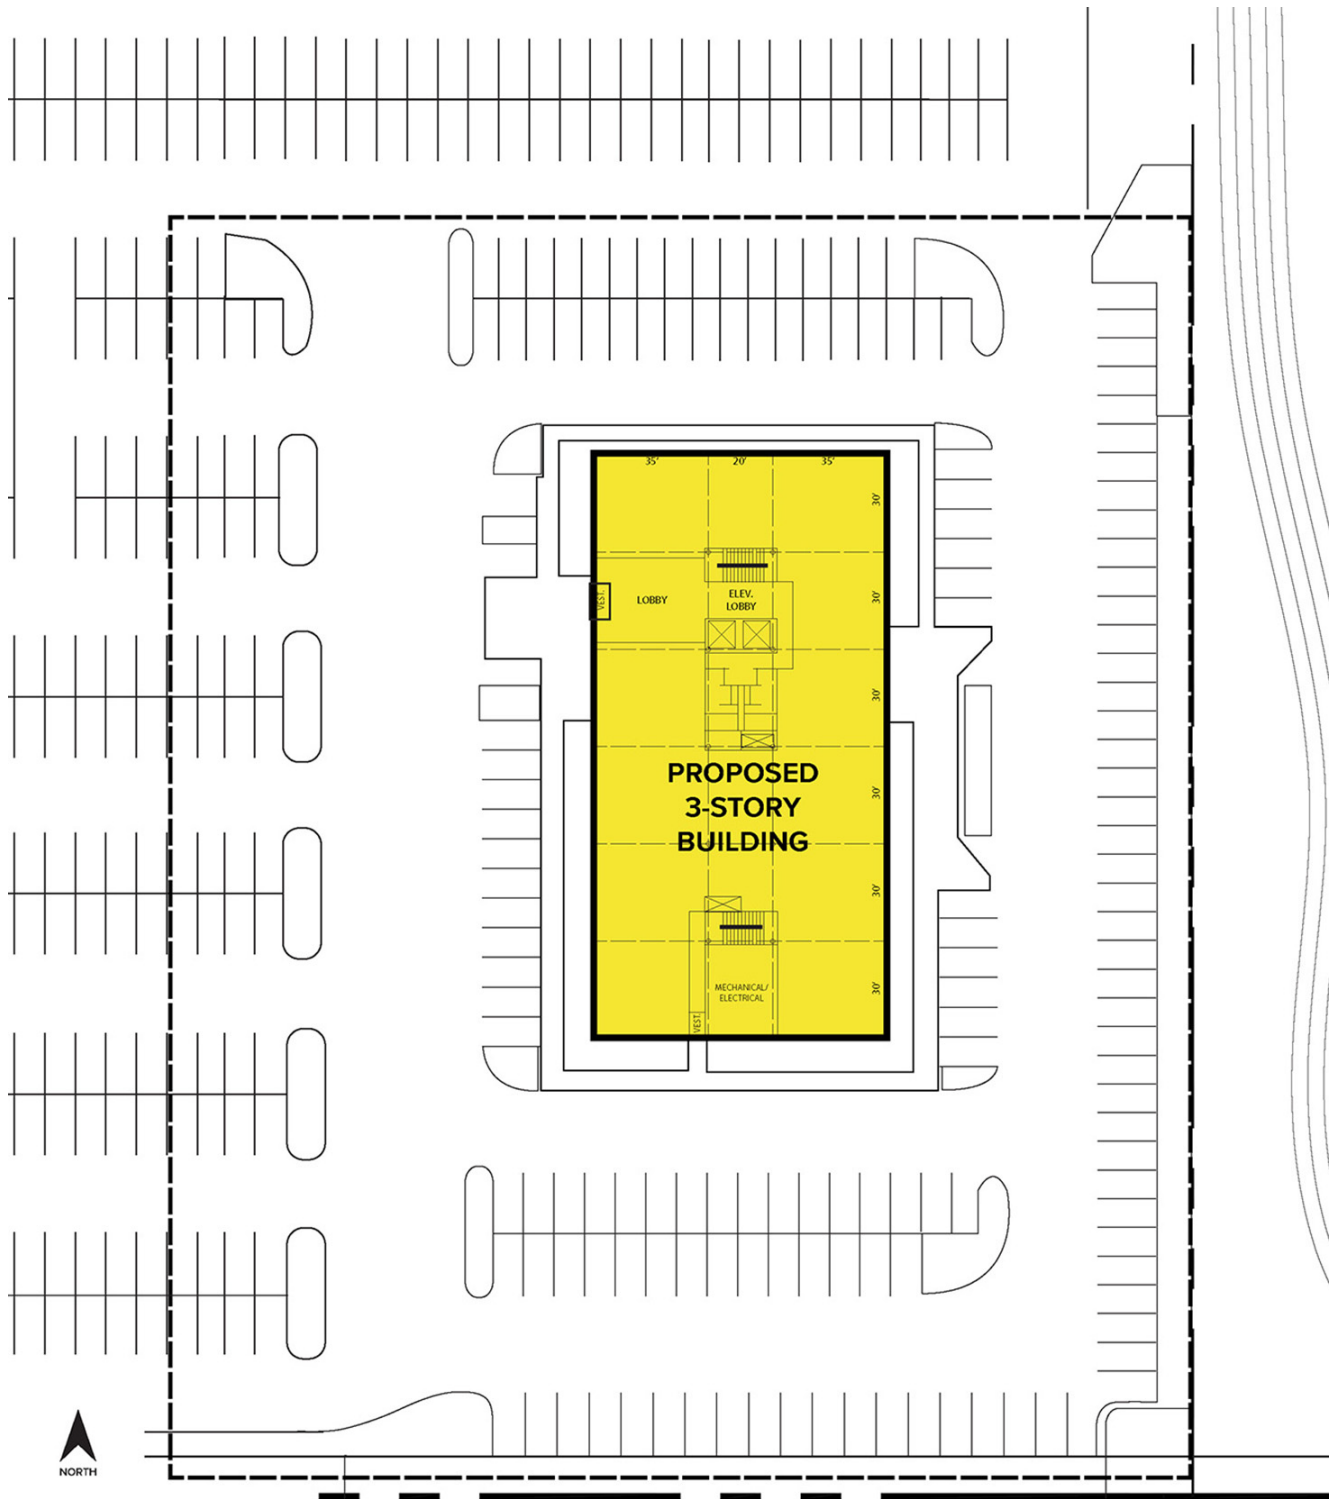 35' 20' 35'
30'
30'
VEST.
LOBBY
ELEV.
LOBBY
30'
30'
PROPOSED
3-STORY
BUILDING
30'
30'
MECHANICAL/
ELECTRICAL
VEST.
NORTH